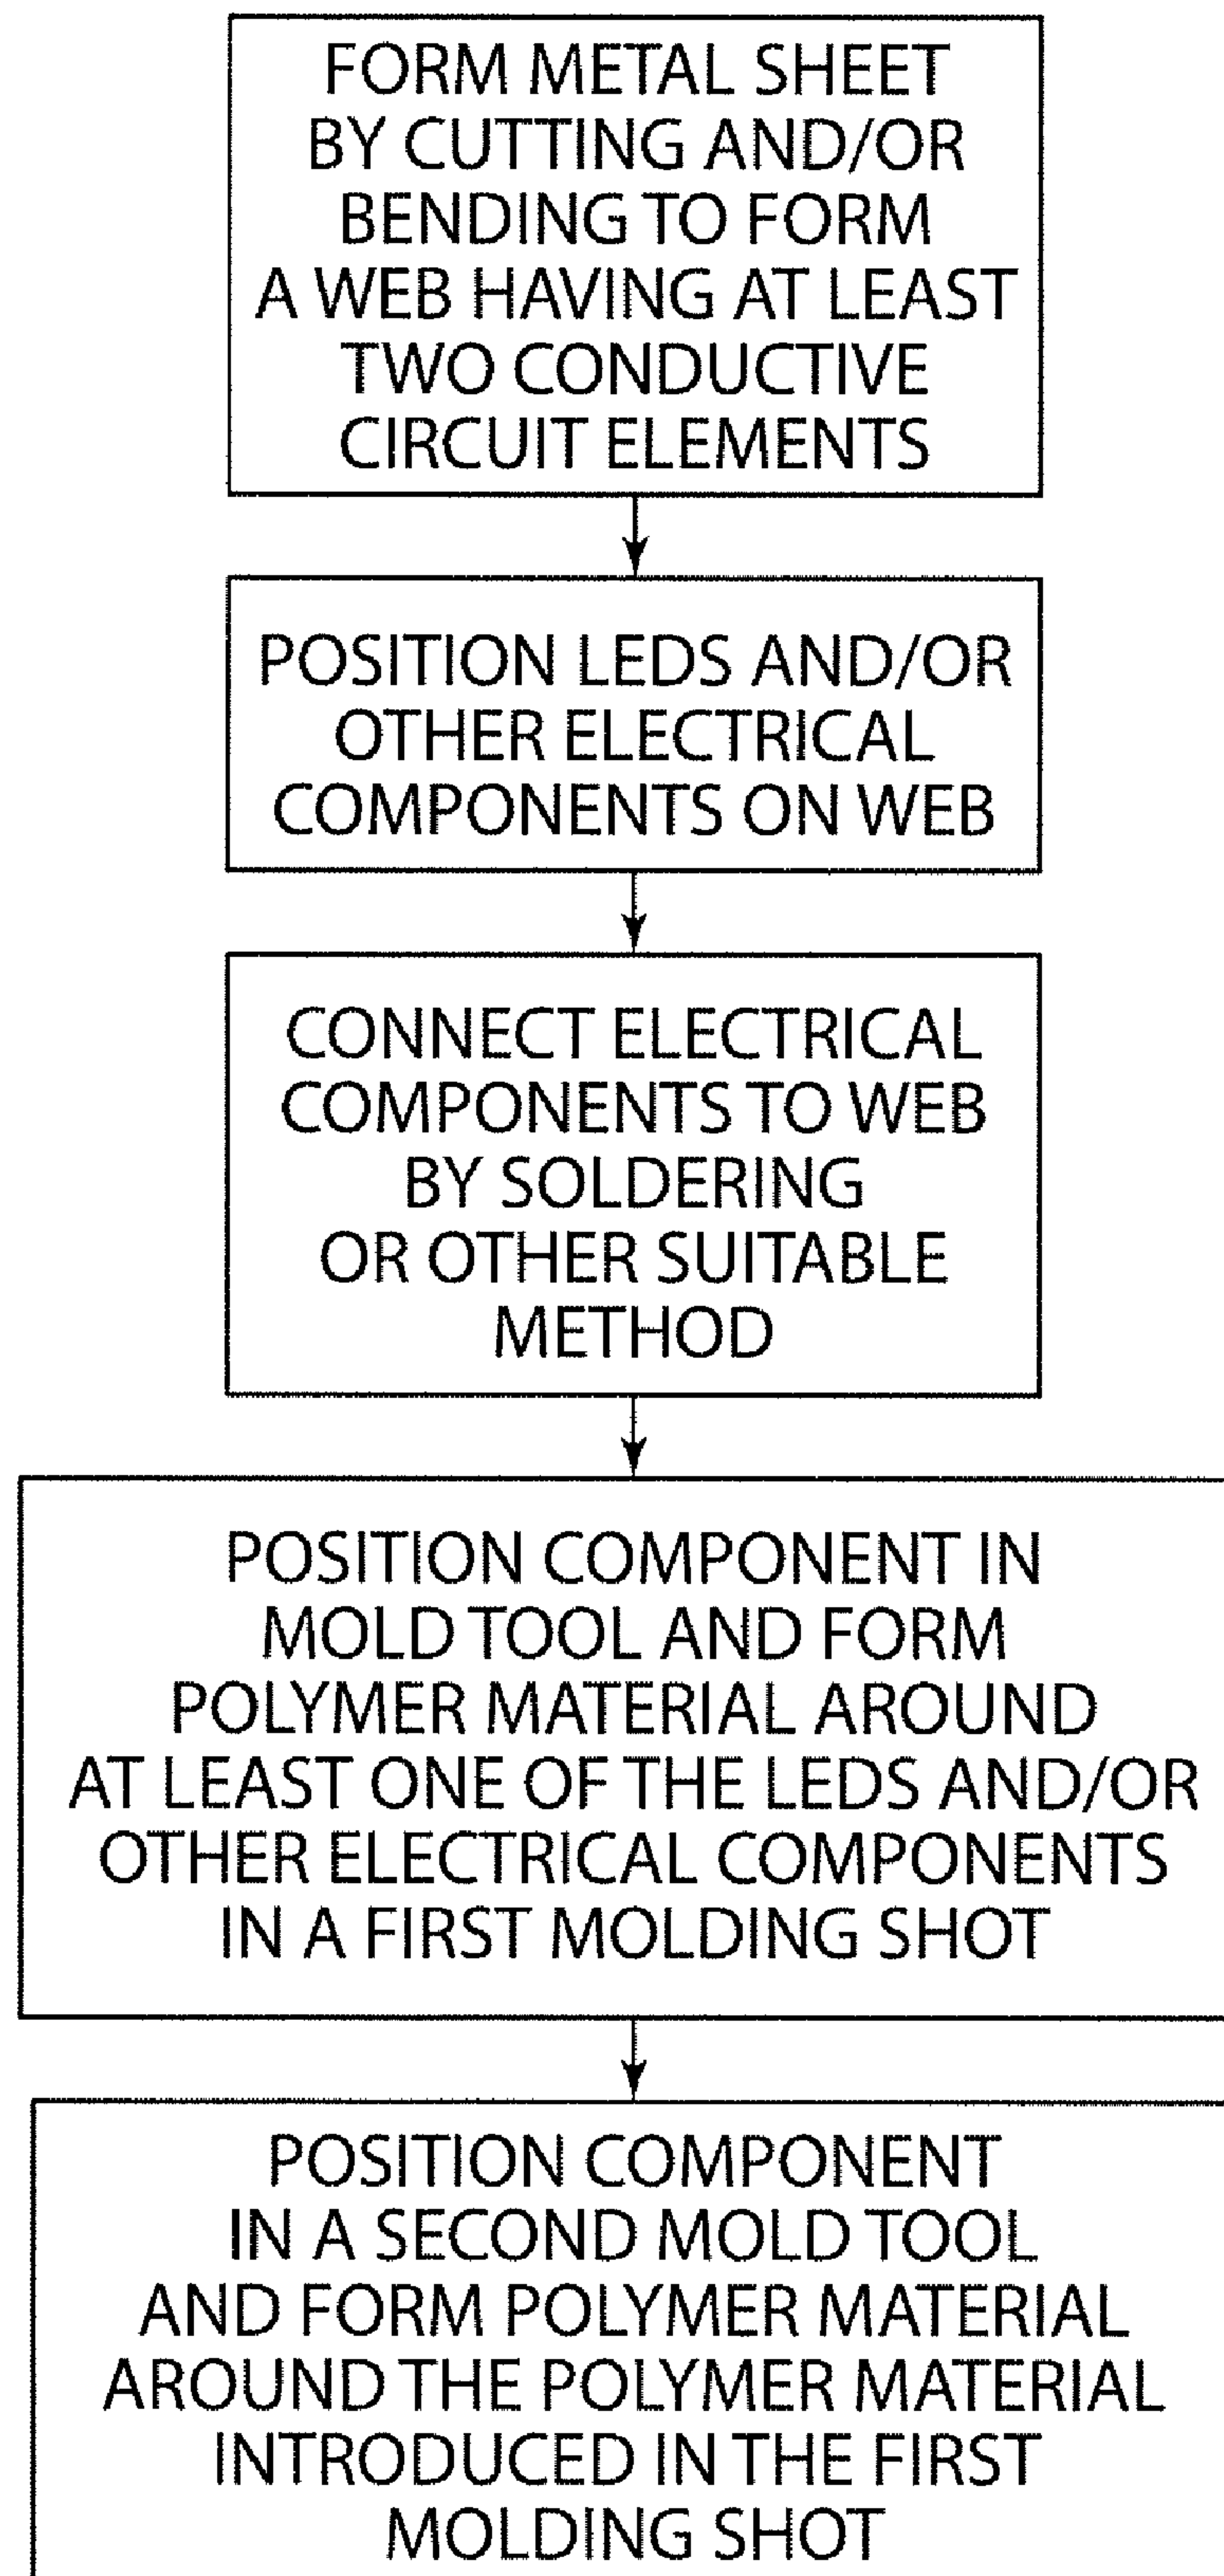 FORM METAL SHEET
BY CUTTING AND/OR
BENDING TO FORM
A WEB HAVING AT LEAST
TWO CONDUCTIVE
CIRCUIT ELEMENTS
POSITION LEDS AND/OR
OTHER ELECTRICAL
COMPONENTS ON WEB
CONNECT ELECTRICAL
COMPONENTS TO WEB
BY SOLDERING
OR OTHER SUITABLE
METHOD
POSITION COMPONENT IN
MOLD TOOL AND FORM
POLYMER MATERIAL AROUND
AT LEAST ONE OF THE LEDS AND/OR
OTHER ELECTRICAL COMPONENTS
IN A FIRST MOLDING SHOT
POSITION COMPONENT
IN A SECOND MOLD TOOL
AND FORM POLYMER MATERIAL
AROUND THE POLYMER MATERIAL
INTRODUCED IN THE FIRST
MOLDING SHOT